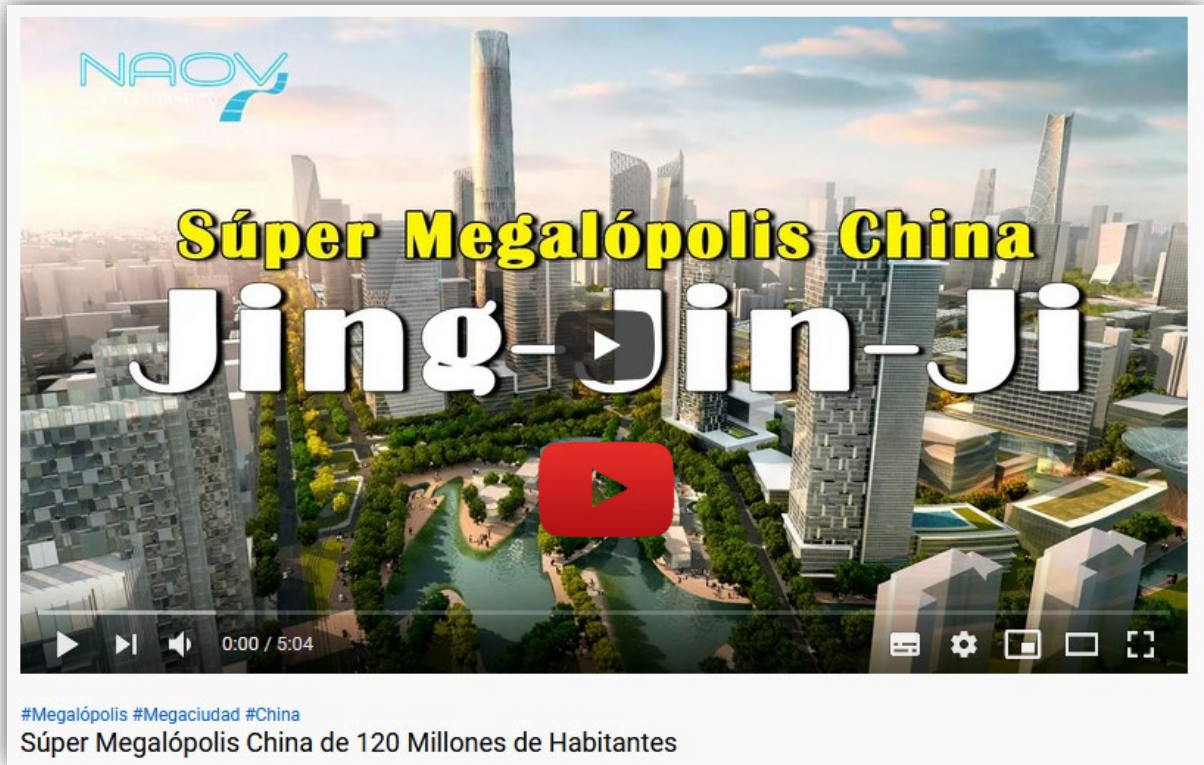 NAOV
Súper Megalópolis China
Jing-Jin-Ji
0:00 / 5:04
#Megalópolis #Megaciudad #China
Súper Megalópolis China de 120 Millones de Habitantes